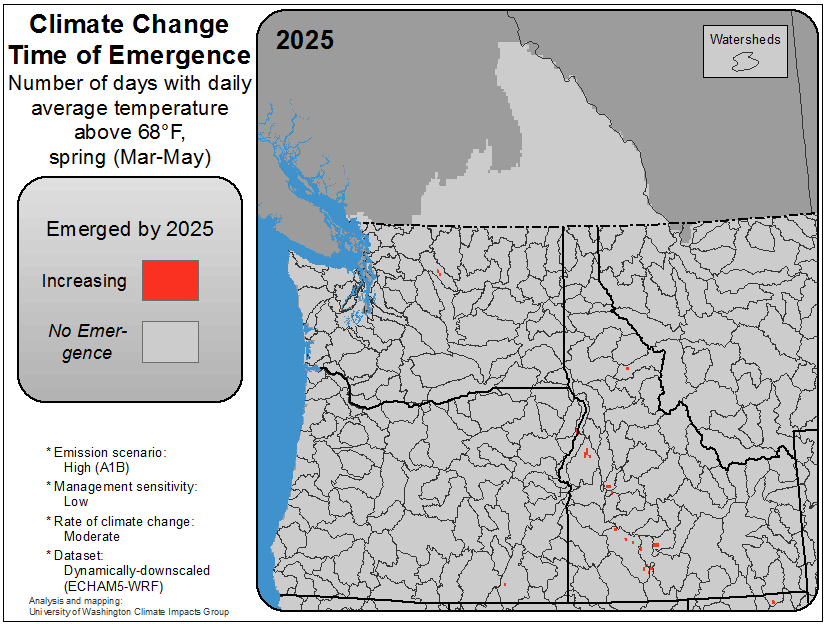 Climate Change
Time of Emergence
Number of days with daily
average temperature
above 68°F,
spring (Mar-May)
Emerged by 2025
Increasing
No Emer-
gence
* Emission scenario:
High (A1B)
* Management sensitivity:
Low
* Rate of climate change:
Moderate
* Dataset:
Dynamically-downscaled
(ECHAM5-WRF)
Analysis and mapping:
University of Washington Climate Impacts Group
2025
Watersheds